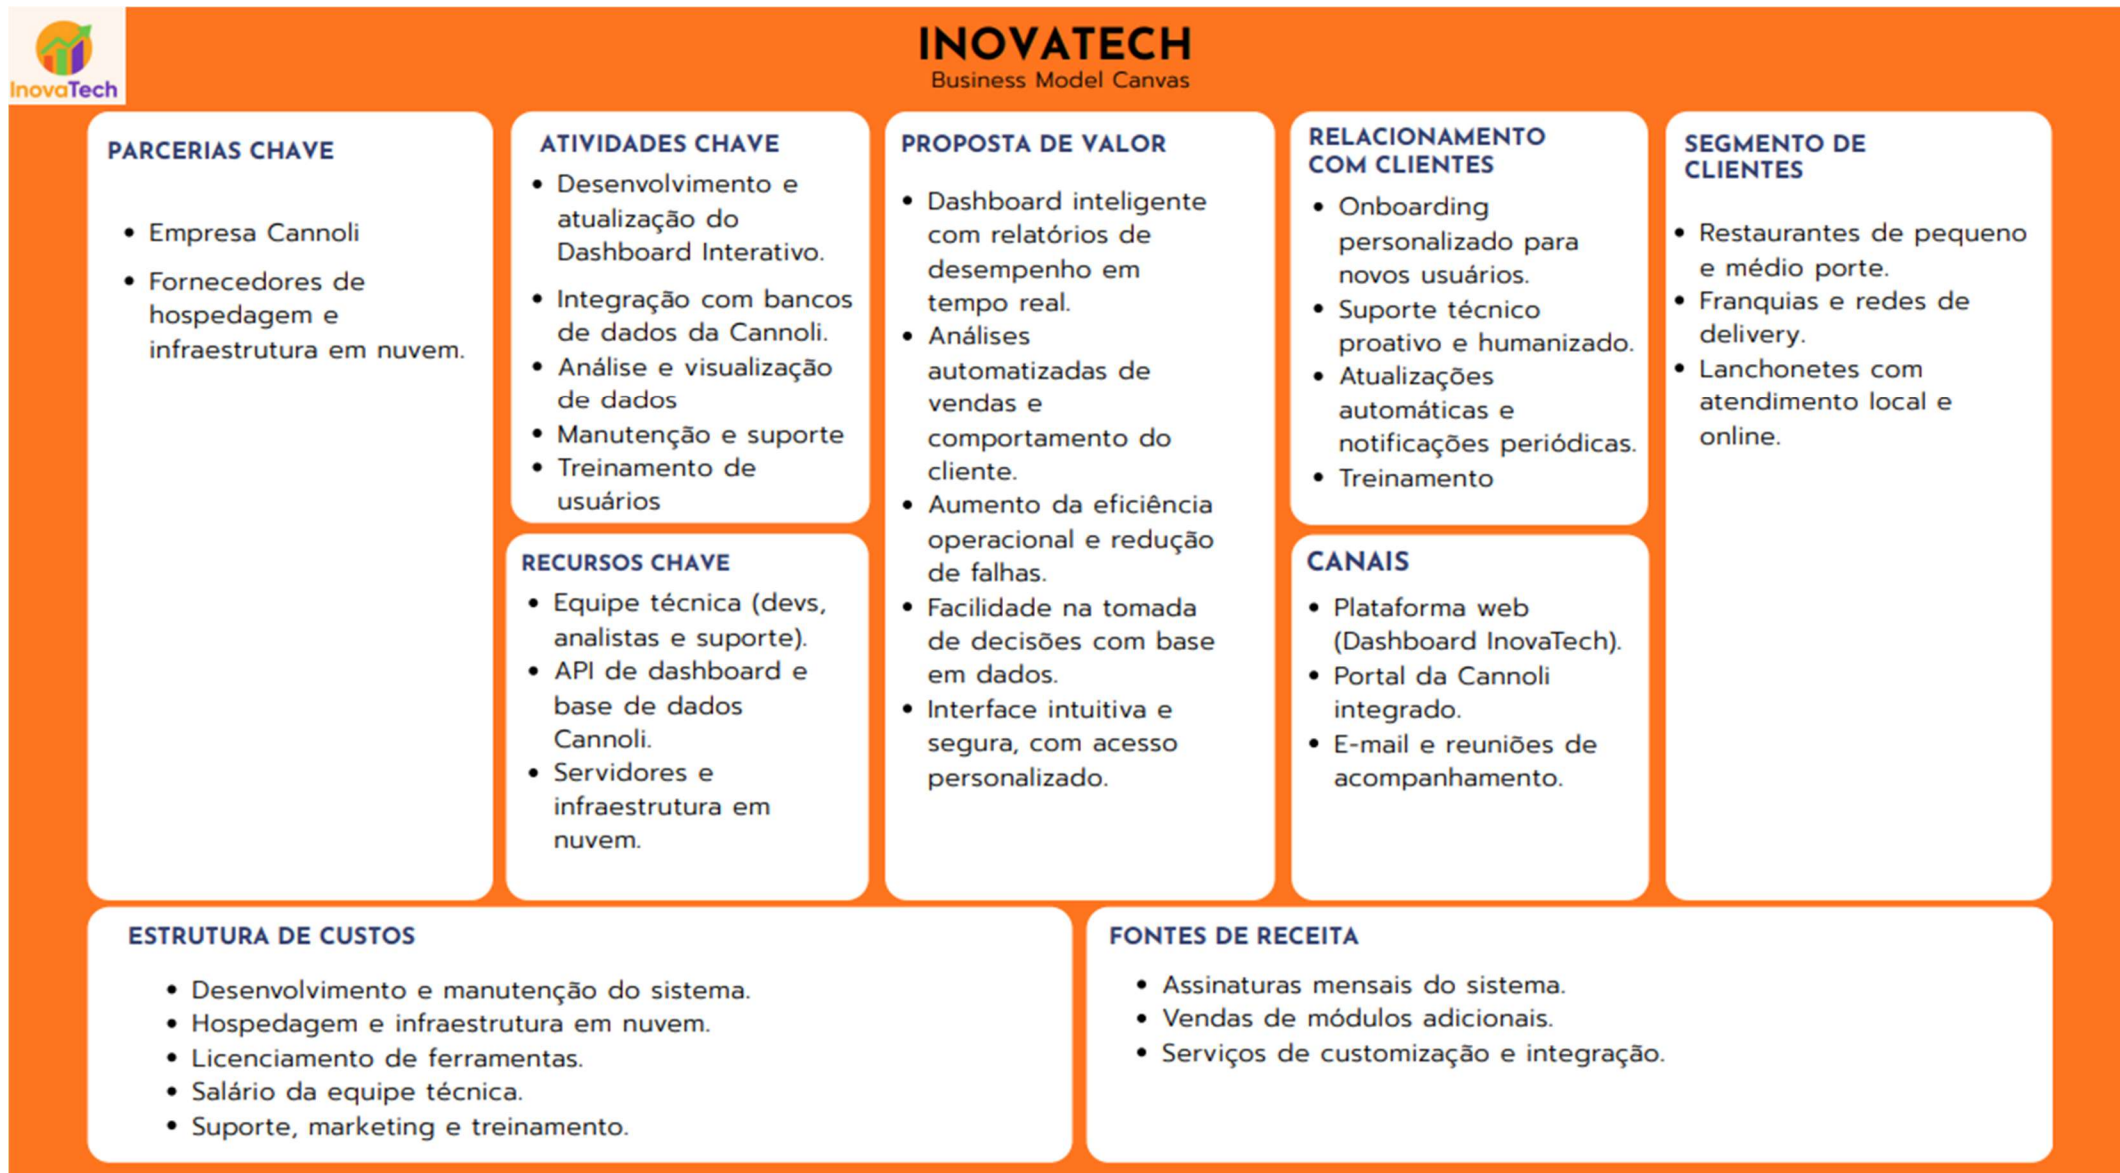 InovaTech
INOVATECH
Business Model Canvas
PARCERIAS CHAVE
• Empresa Cannoli
• Fornecedores de
hospedagem e
infraestrutura em nuvem.
ATIVIDADES CHAVE
• Desenvolvimento e
atualização do
Dashboard Interativo.
• Integração com bancos
de dados da Cannoli.
• Análise e visualização
de dados
• Manutenção e suporte
• Treinamento de
usuários
RECURSOS CHAVE
• Equipe técnica (devs,
analistas e suporte).
• API de dashboard e
base de dados
Cannoli.
• Servidores e
infraestrutura em
nuvem.
PROPOSTA DE VALOR
• Dashboard inteligente
com relatórios de
desempenho em
tempo real.
• Análises
automatizadas de
vendas e
comportamento do
cliente.
• Aumento da eficiência
operacional e redução
de falhas.
• Facilidade na tomada
de decisões com base
em dados.
• Interface intuitiva e
segura, com acesso
personalizado.
RELACIONAMENTO
COM CLIENTES
• Onboarding
personalizado para
novos usuários.
• Suporte técnico
proativo e humanizado.
• Atualizações
automáticas e
notificações periódicas.
• Treinamento
CANAIS
• Plataforma web
(Dashboard InovaTech).
• Portal da Cannoli
integrado.
• E-mail e reuniões de
acompanhamento.
SEGMENTO DE
CLIENTES
• Restaurantes de pequeno
e médio porte.
• Franquias e redes de
delivery.
• Lanchonetes com
atendimento local e
online.
ESTRUTURA DE CUSTOS
• Desenvolvimento e manutenção do sistema.
• Hospedagem e infraestrutura em nuvem.
• Licenciamento de ferramentas.
• Salário da equipe técnica.
• Suporte, marketing e treinamento.
FONTES DE RECEITA
• Assinaturas mensais do sistema.
• Vendas de módulos adicionais.
• Serviços de customização e integração.